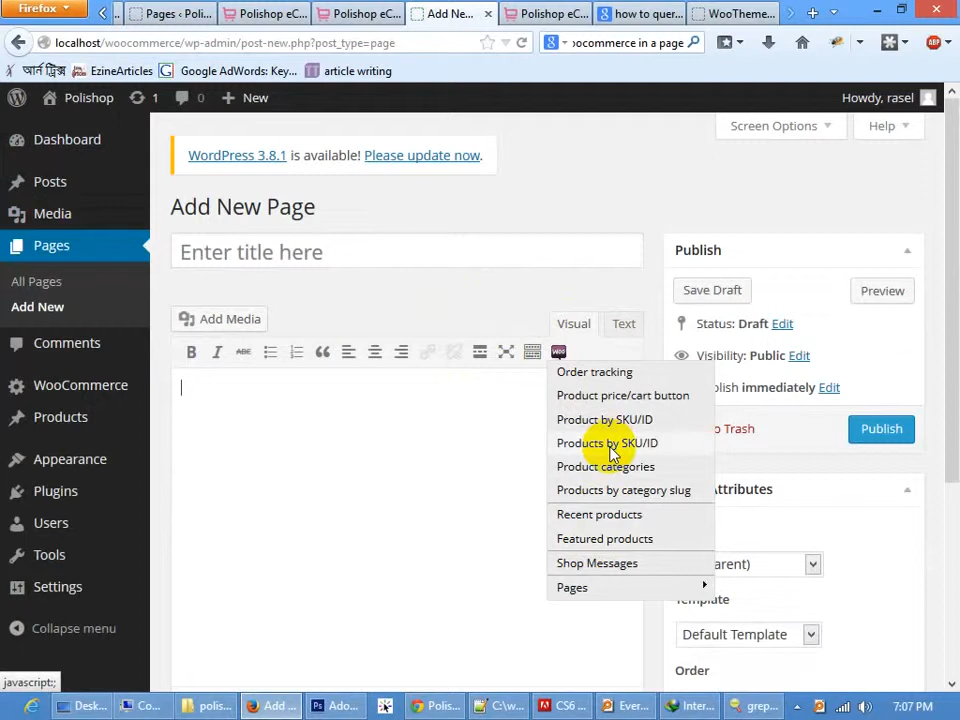 Firefox
Pages ‹ Poli...
Polishop eC...
Polishop eC...
Add Ne...
Polishop eC...
how to quer...
WooTheme...
localhost/woocommerce/wp-admin/post-new.php?post_type=page
ocommerce in a page
EzineArticles
Google AdWords: Key...
article writing
Polishop
1
0
New
Howdy, rasel
Dashboard
Posts
Media
Pages
All Pages
Add New
Comments
WooCommerce
Products
Appearance
Plugins
Users
Tools
Settings
Collapse menu
Screen Options
Help
WordPress 3.8.1 is available! Please update now.
Add New Page
Enter title here
Add Media
Visual
Text
B
I
ABC
WOO
Order tracking
Product price/cart button
Product by SKU/ID
Products by SKU/ID
Product categories
Products by category slug
Recent products
Featured products
Shop Messages
Pages
Publish
Save Draft
Preview
Status: Draft Edit
Visibility: Public Edit
blish immediately Edit
o Trash
Publish
Attributes
arent)
Template
Default Template
Order
javascript:;
Desk...
Co...
polis...
Add ...
Ado...
Polis...
C:\w...
CS6 ...
Ever...
Inter...
grep...
7:07 PM